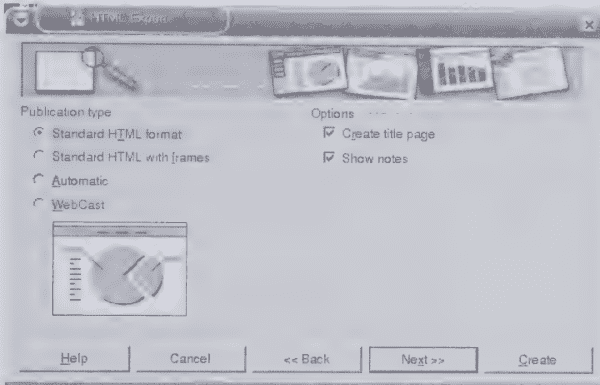 HTML Export
Publication type
Standard HTML format
Standard HTML with frames
Automatic
WebCast
Options
Create title page
Show notes
Help
Cancel
<< Back
Next >>
Create